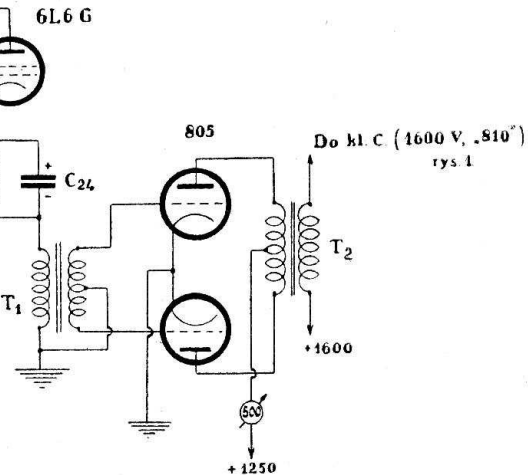 6L6 G
805
Do kl. C. (1600 V, „810”)
rys. 1
+
C24
-
T1
T2
+1600
500
+1250